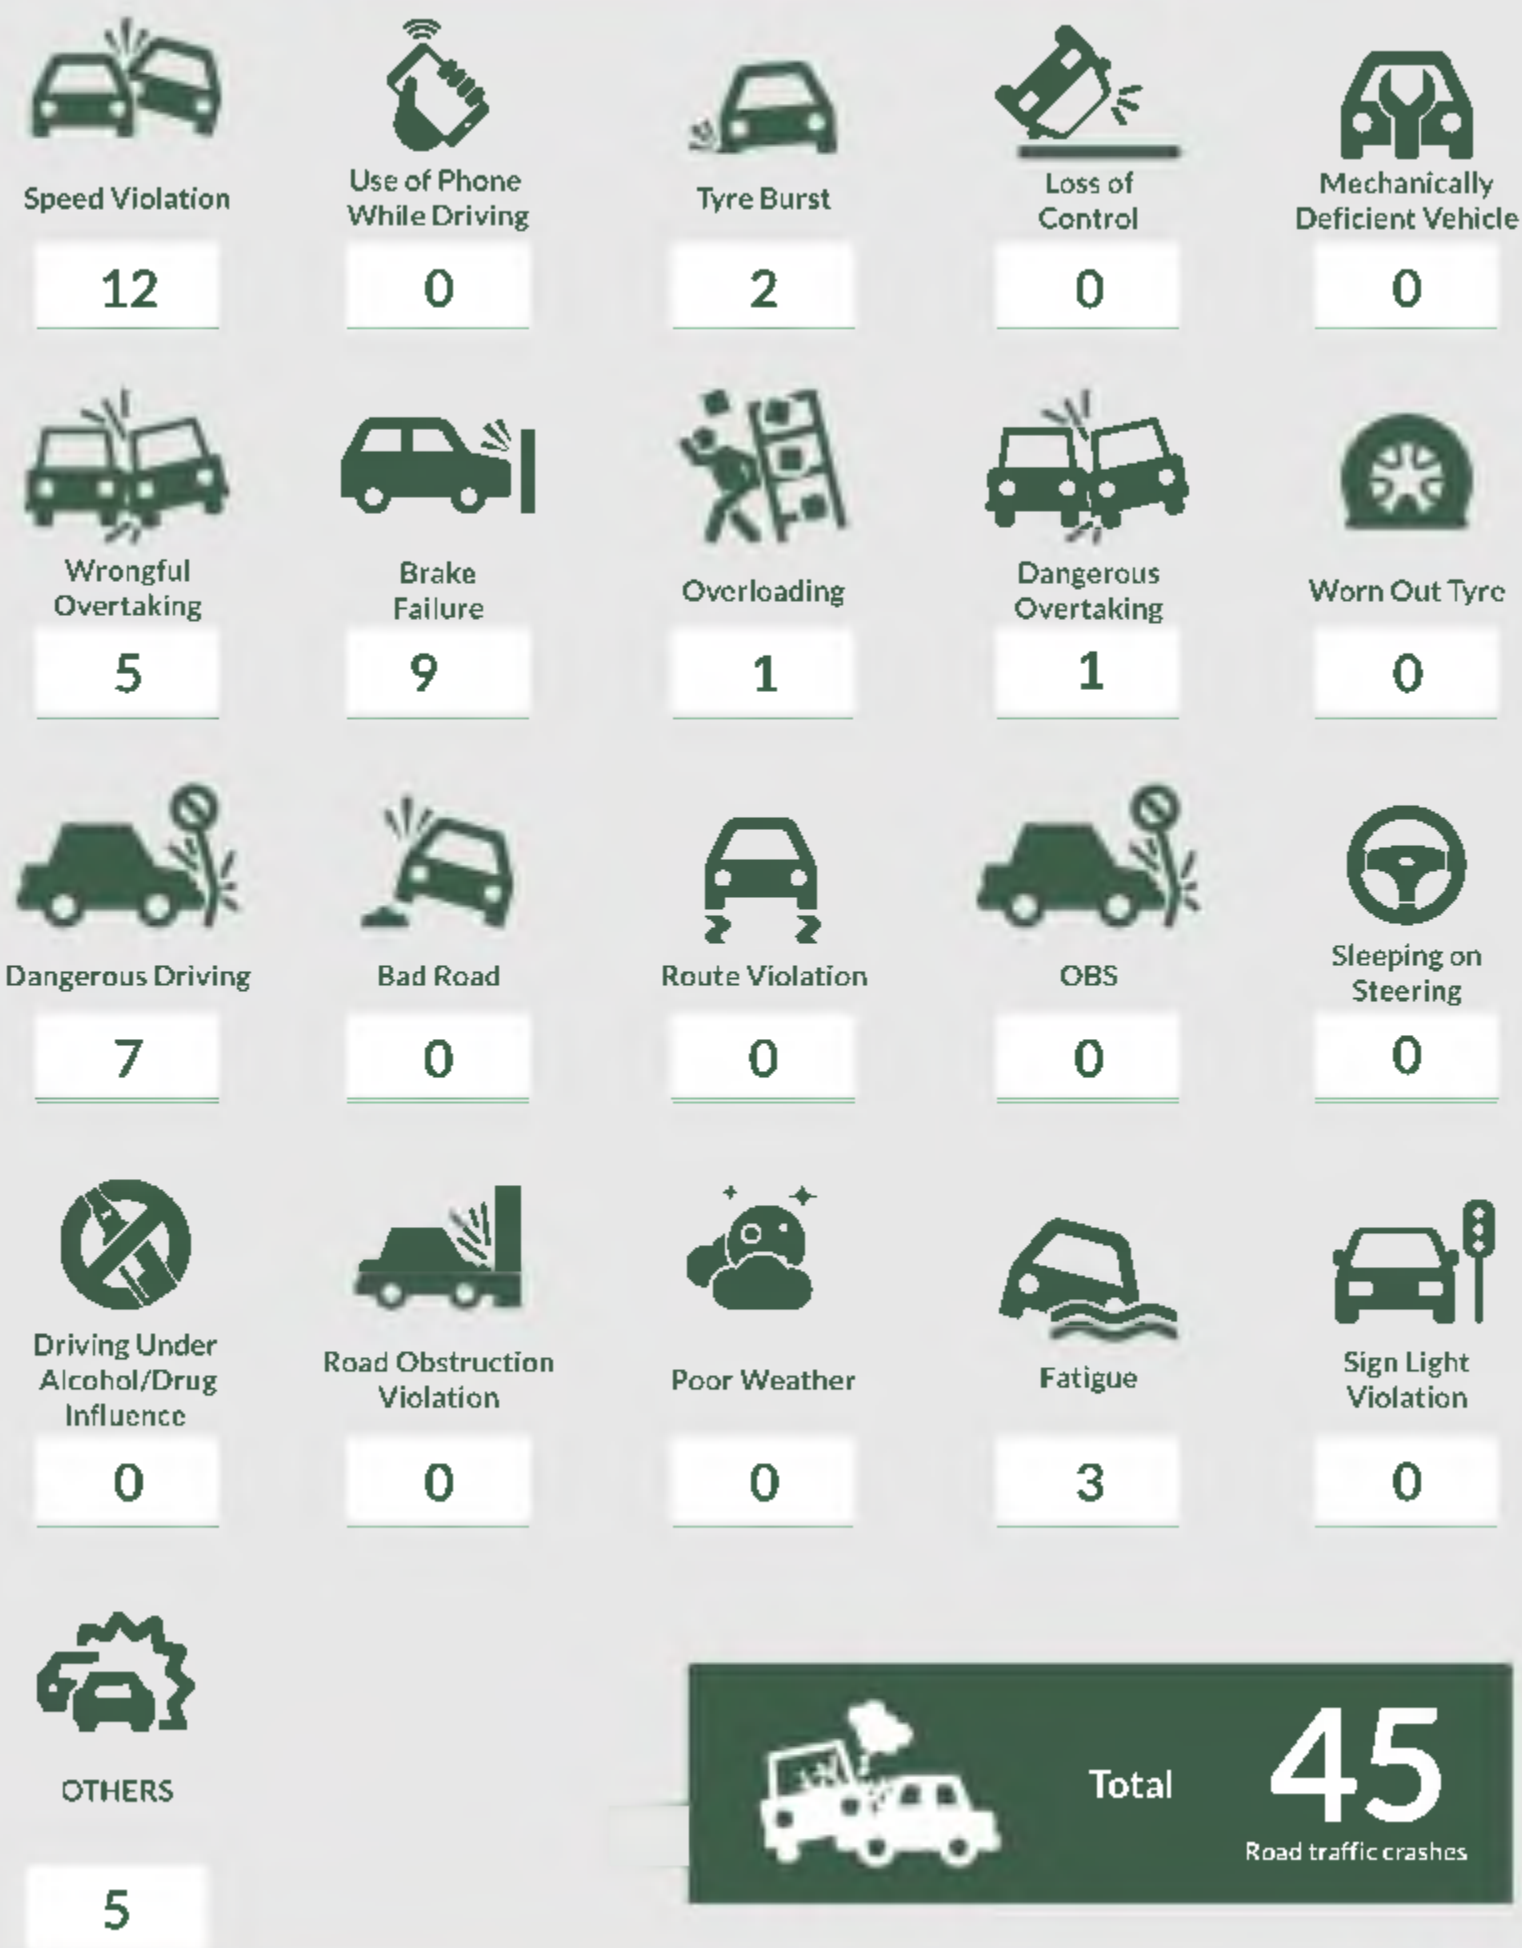 Speed Violation
12
Use of Phone
While Driving
0
Tyre Burst
2
Loss of
Control
0
Mechanically
Deficient Vehicle
0
Wrongful
Overtaking
5
Brake
Failure
9
Overloading
1
Dangerous
Overtaking
1
Worn Out Tyre
0
Dangerous Driving
7
Bad Road
0
Route Violation
0
OBS
0
Sleeping on
Steering
0
Driving Under
Alcohol/Drug
Influence
0
Road Obstruction
Violation
0
Poor Weather
0
Fatigue
3
Sign Light
Violation
0
OTHERS
5
Total
45
Road traffic crashes